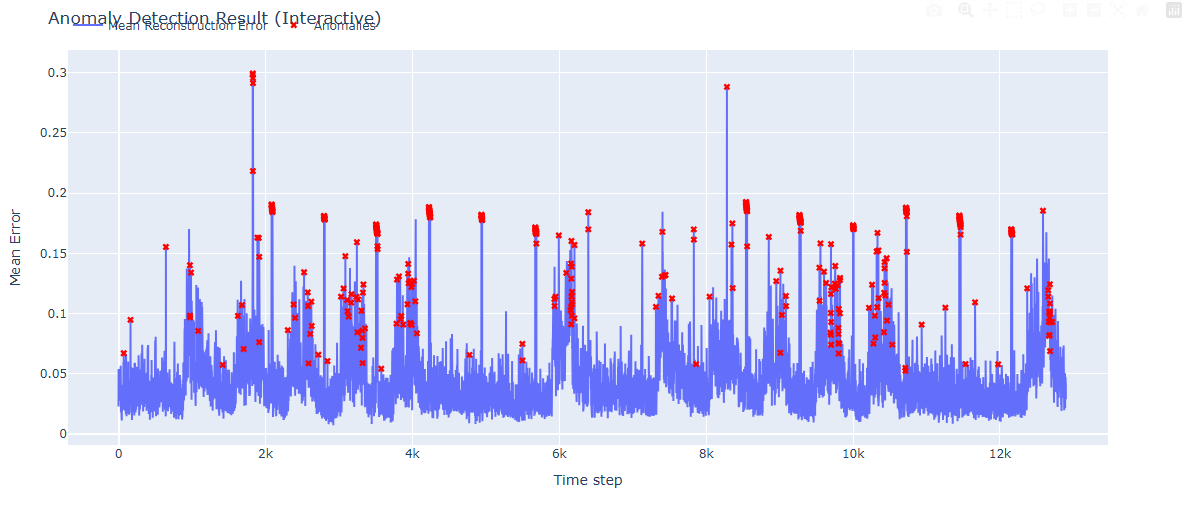 Anomaly Detection Result (Interactive)
Mean Reconstruction Error
Anomalies
0.3
0.25
0.2
0.15
0.1
0.05
0
Mean Error
0 2k 4k 6k 8k 10k 12k
Time step